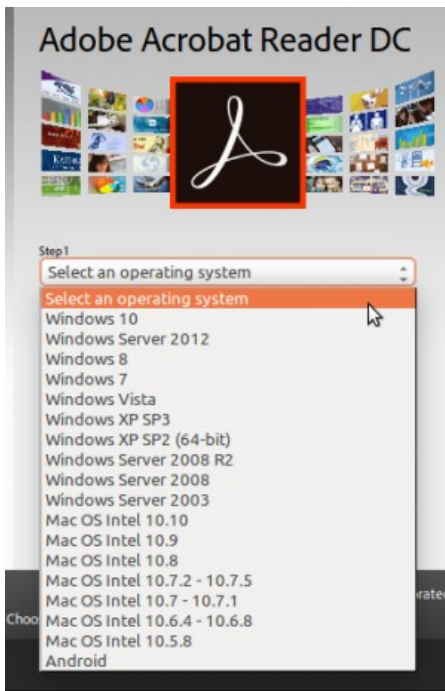 Adobe Acrobat Reader DC
Step 1
Select an operating system
Select an operating system
Windows 10
Windows Server 2012
Windows 8
Windows 7
Windows Vista
Windows XP SP3
Windows XP SP2 (64-bit)
Windows Server 2008 R2
Windows Server 2008
Windows Server 2003
Mac OS Intel 10.10
Mac OS Intel 10.9
Mac OS Intel 10.8
Mac OS Intel 10.7.2 - 10.7.5
Mac OS Intel 10.7 - 10.7.1
Mac OS Intel 10.6.4 - 10.6.8
Mac OS Intel 10.5.8
Android